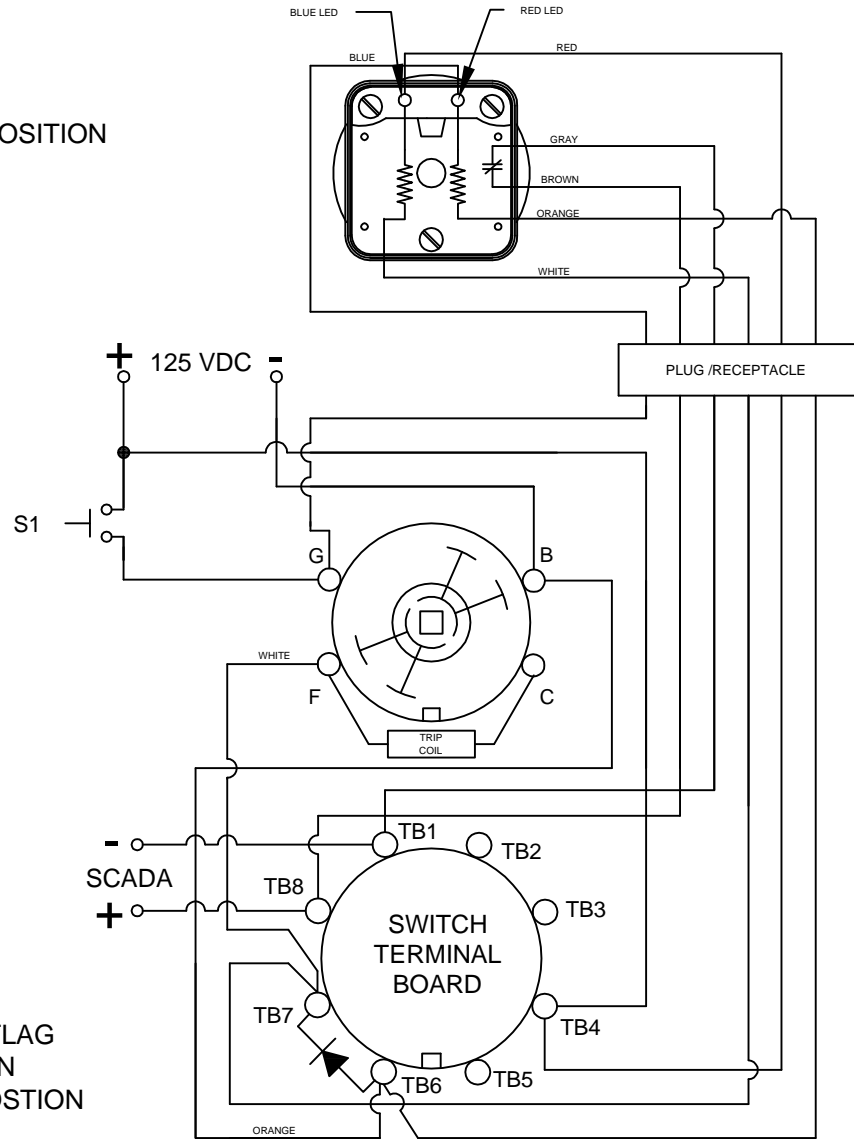 BLUE LED
RED LED
BLUE
RED
OSITION
GRAY
BROWN
ORANGE
WHITE
+ 125 VDC -
PLUG /RECEPTACLE
S1
G
B
WHITE
F
C
TRIP
COIL
-
TB1
TB2
SCADA
TB8
TB3
+
SWITCH
TERMINAL
BOARD
TB7
TB4
LAG
N
OSTION
TB6
TB5
ORANGE